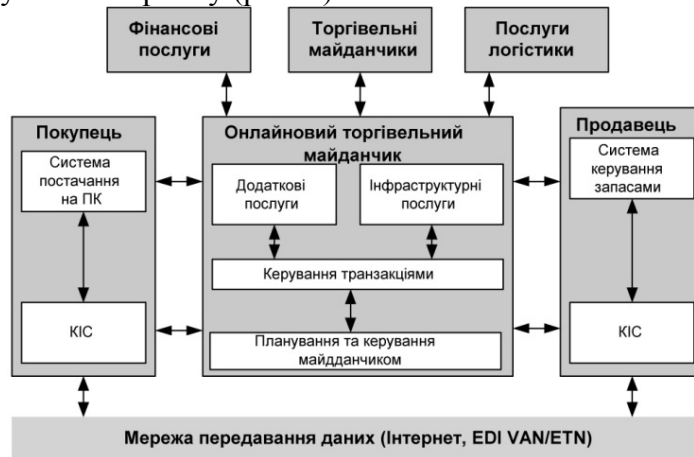 Фінансові
послуги
Торгівельні
майданчики
Послуги
логістики
Покупець
Система
постачання
на ПК
КІС
Онлайновий торгівельний
майданчик
Додаткові
послуги
Інфраструктурні
послуги
Керування транзакціями
Планування та керування
майдданчиком
Продавець
Система
керування
запасами
КІС
Мережа передавання даних (Інтернет, EDI VAN/ETN)